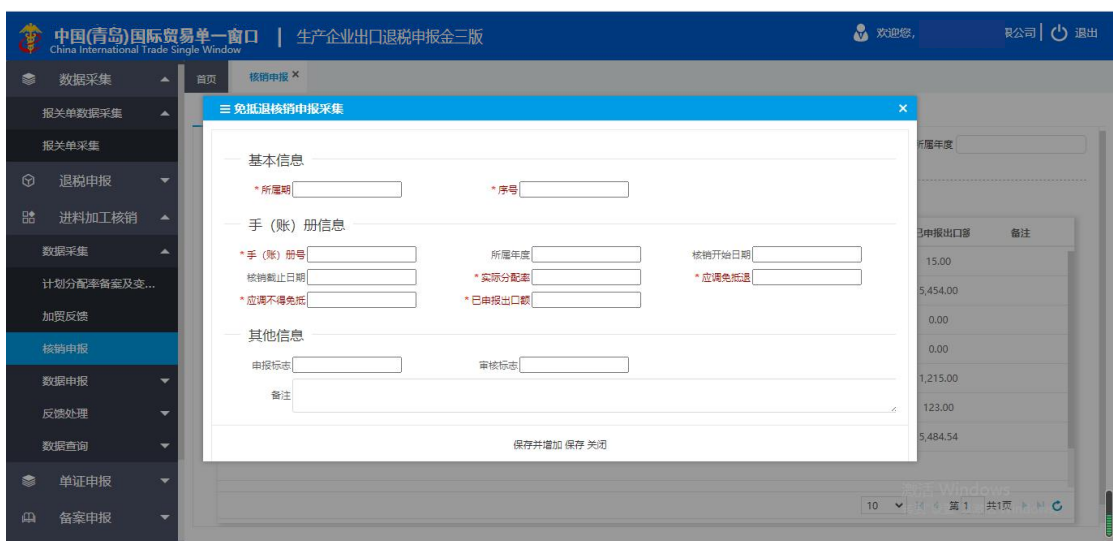 中国(青岛)国际贸易单一窗口 | 生产企业出口退税申报金三版
China International Trade Single Window
欢迎您, 限公司 | 退出
数据采集
首页 核销申报 ×
报关单数据采集
报关单采集
退税申报
进料加工核销
数据采集
计划分配率备案及变...
加贸反馈
核销申报
数据申报
反馈处理
数据查询
单证申报
备案申报
免抵退核销申报采集 ×
基本信息
* 所属期 * 序号
手（账）册信息
* 手（账）册号 所属年度 核销开始日期
核销截止日期 * 实际分配率 * 应调免抵退
* 应调不得免抵 * 已申报出口额
其他信息
申报标志 审核标志
备注
保存并增加 保存 关闭
所属年度
已申报出口额 备注
15.00
5,454.00
0.00
0.00
1,215.00
123.00
5,484.54
激活 Windows
10 第 1 共1页